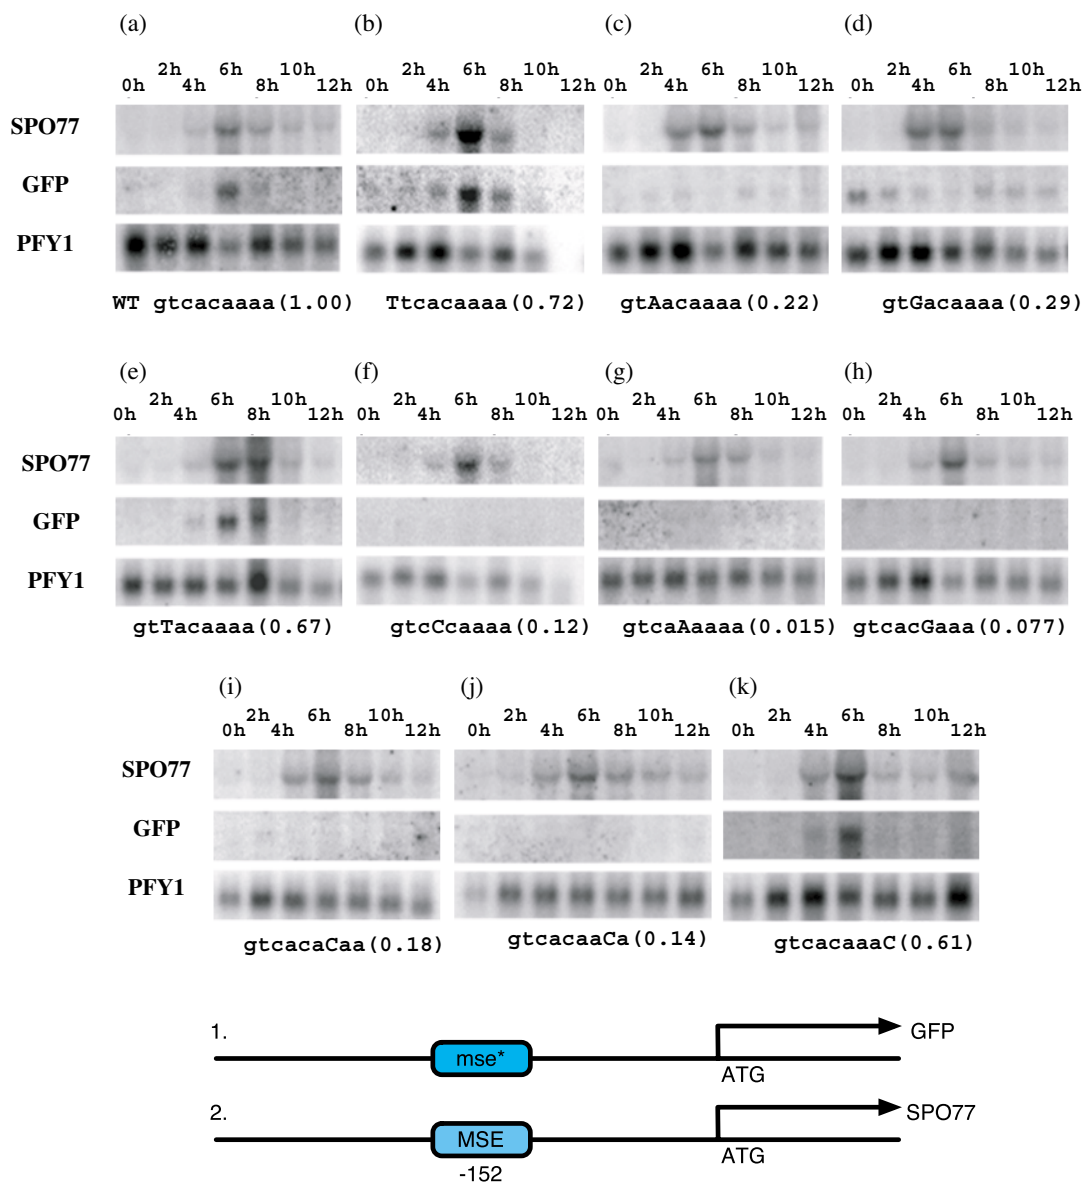 (a) (b) (c) (d)
2h 6h 10h 2h 6h 10h 2h 6h 10h 2h 6h 10h
0h 4h 8h 12h 0h 4h 8h 12h 0h 4h 8h 12h 0h 4h 8h 12h
SPO77
GFP
PFY1
WT gtcacaaaa(1.00) Ttcacaaaa(0.72) gtAacaaaa(0.22) gtGacaaaa(0.29)
(e) (f) (g) (h)
2h 6h 10h 2h 6h 10h 2h 6h 10h 2h 6h 10h
0h 4h 8h 12h 0h 4h 8h 12h 0h 4h 8h 12h 0h 4h 8h 12h
SPO77
GFP
PFY1
gtTacaaaa(0.67) gtcCcaaaa(0.12) gtcaAaaaa(0.015) gtcacGaaa(0.077)
(i) (j) (k)
2h 6h 10h 2h 6h 10h 2h 6h 10h
0h 4h 8h 12h 0h 4h 8h 12h 0h 4h 8h 12h
SPO77
GFP
PFY1
gtcacaCaa(0.18) gtcacaaCa(0.14) gtcacaaaC(0.61)
1. mse* ATG GFP
2. MSE ATG SPO77
-152